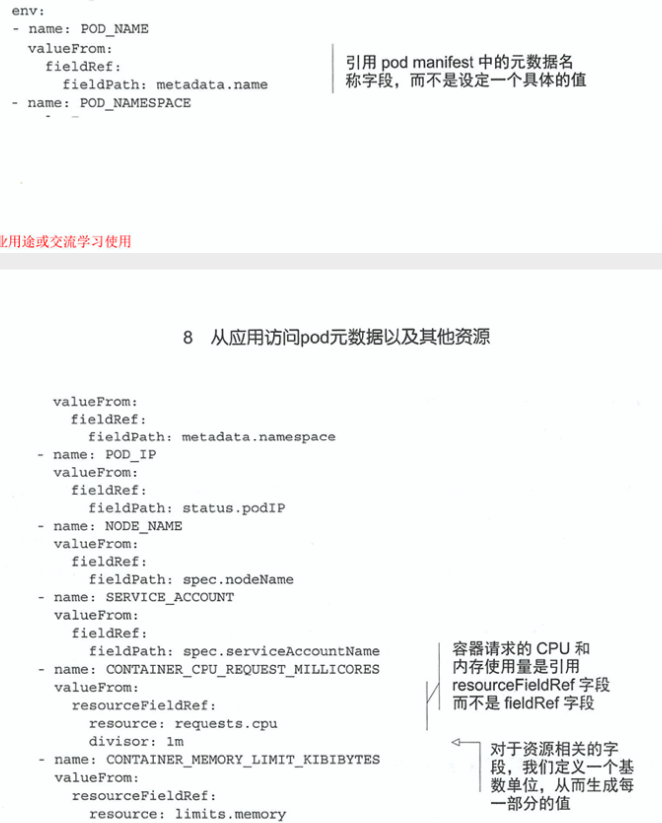 env:
- name: POD_NAME
valueFrom:
fieldRef:
fieldPath: metadata.name
- name: POD_NAMESPACE
引用 pod manifest 中的元数据名
称字段，而不是设定一个具体的值
业用途或交流学习使用
8 从应用访问pod元数据以及其他资源
valueFrom:
fieldRef:
fieldPath: metadata.namespace
- name: POD_IP
valueFrom:
fieldRef:
fieldPath: status.podIP
- name: NODE_NAME
valueFrom:
fieldRef:
fieldPath: spec.nodeName
- name: SERVICE_ACCOUNT
valueFrom:
fieldRef:
fieldPath: spec.serviceAccountName
- name: CONTAINER_CPU_REQUEST_MILLICORES
valueFrom:
resourceFieldRef:
resource: requests.cpu
divisor: 1m
- name: CONTAINER_MEMORY_LIMIT_KIBIBYTES
valueFrom:
resourceFieldRef:
resource: limits.memory
容器请求的 CPU 和
内存使用量是引用
resourceFieldRef 字段
而不是 fieldRef 字段
对于资源相关的字
段，我们定义一个基
数单位，从而生成每
一部分的值